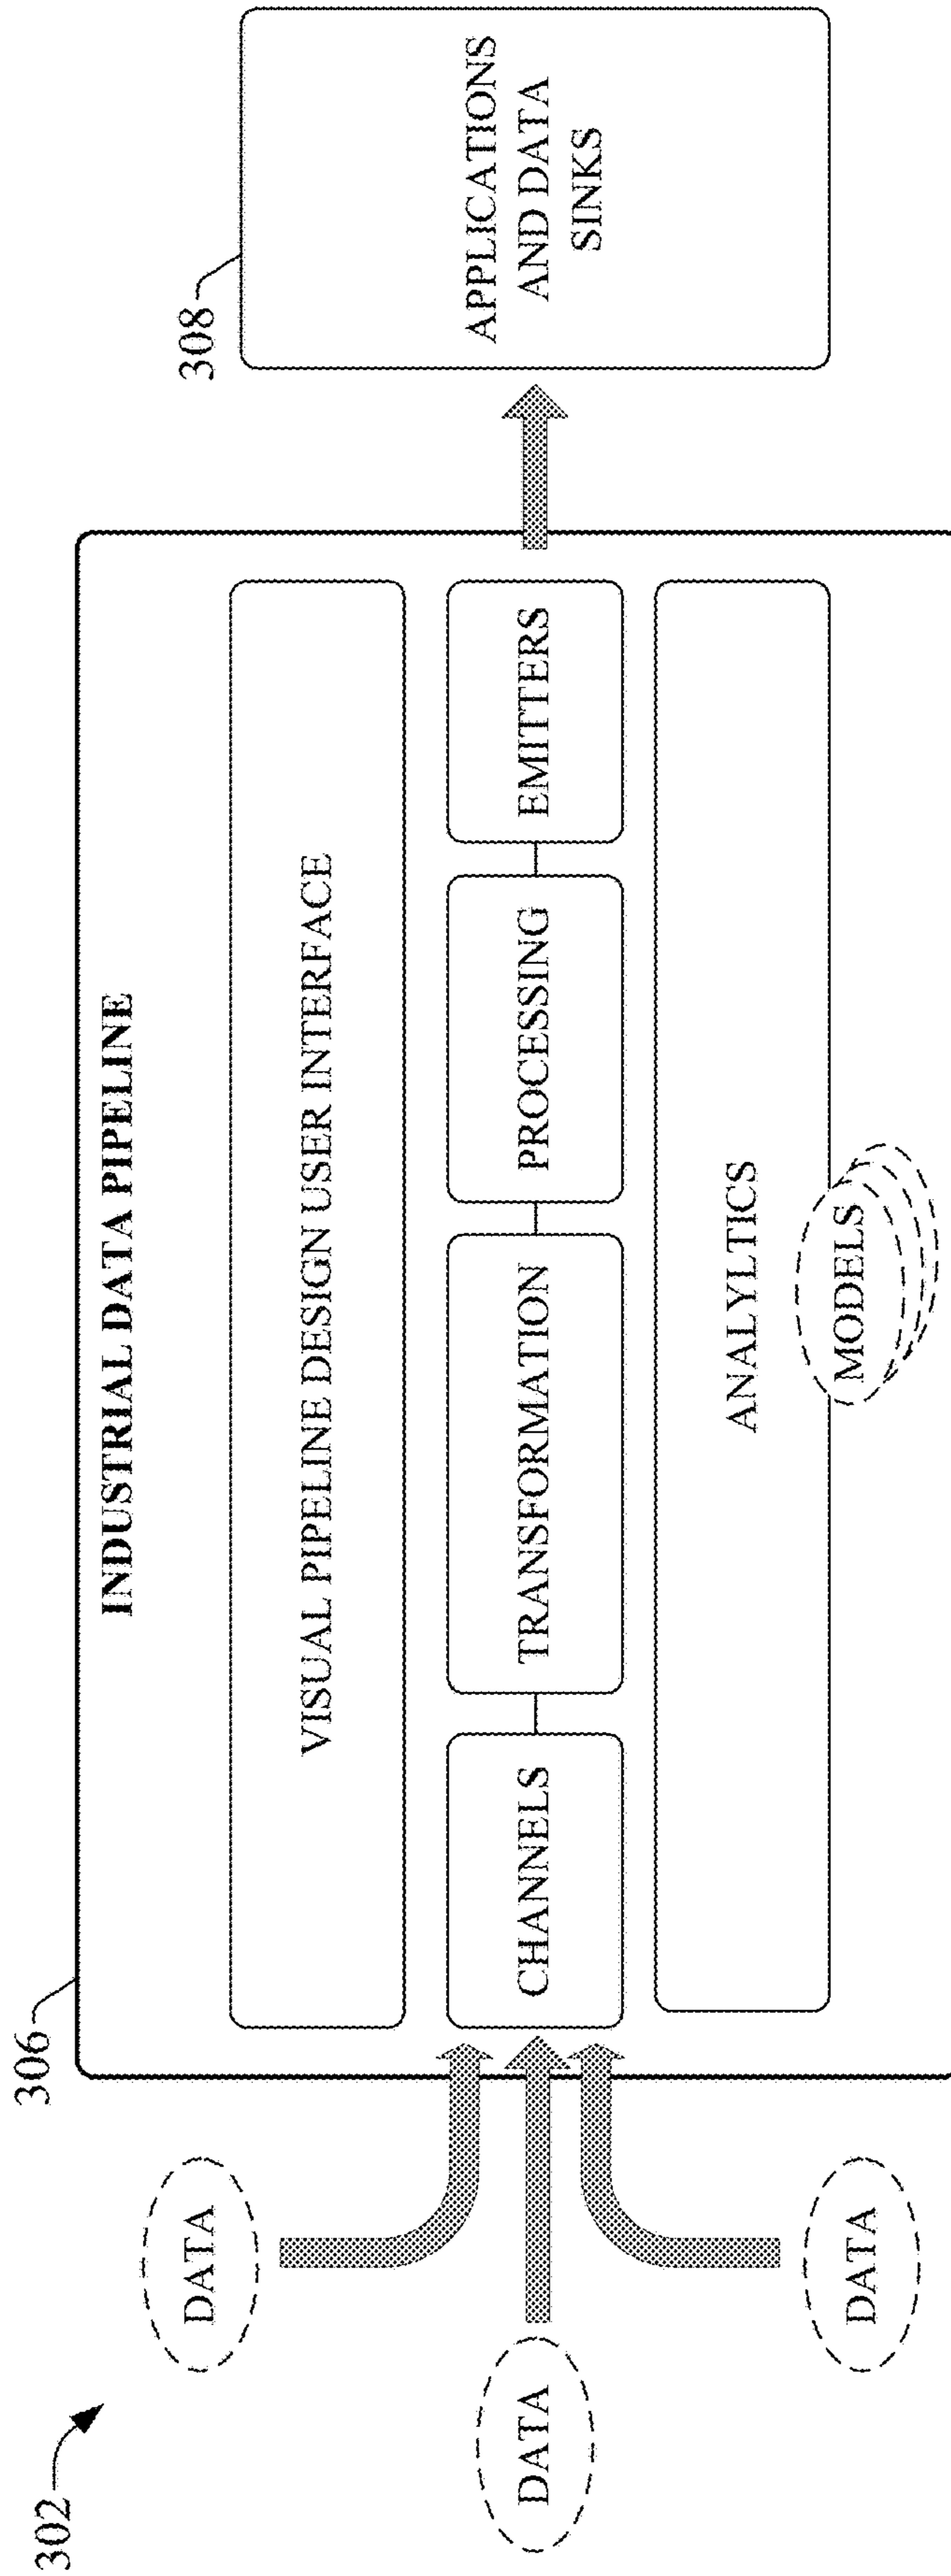 302
306
308
INDUSTRIAL DATA PIPELINE
VISUAL PIPELINE DESIGN USER INTERFACE
DATA
DATA
DATA
CHANNELS
TRANSFORMATION
PROCESSING
EMITTERS
ANALYLTICS
MODELS
APPLICATIONS
AND DATA
SINKS